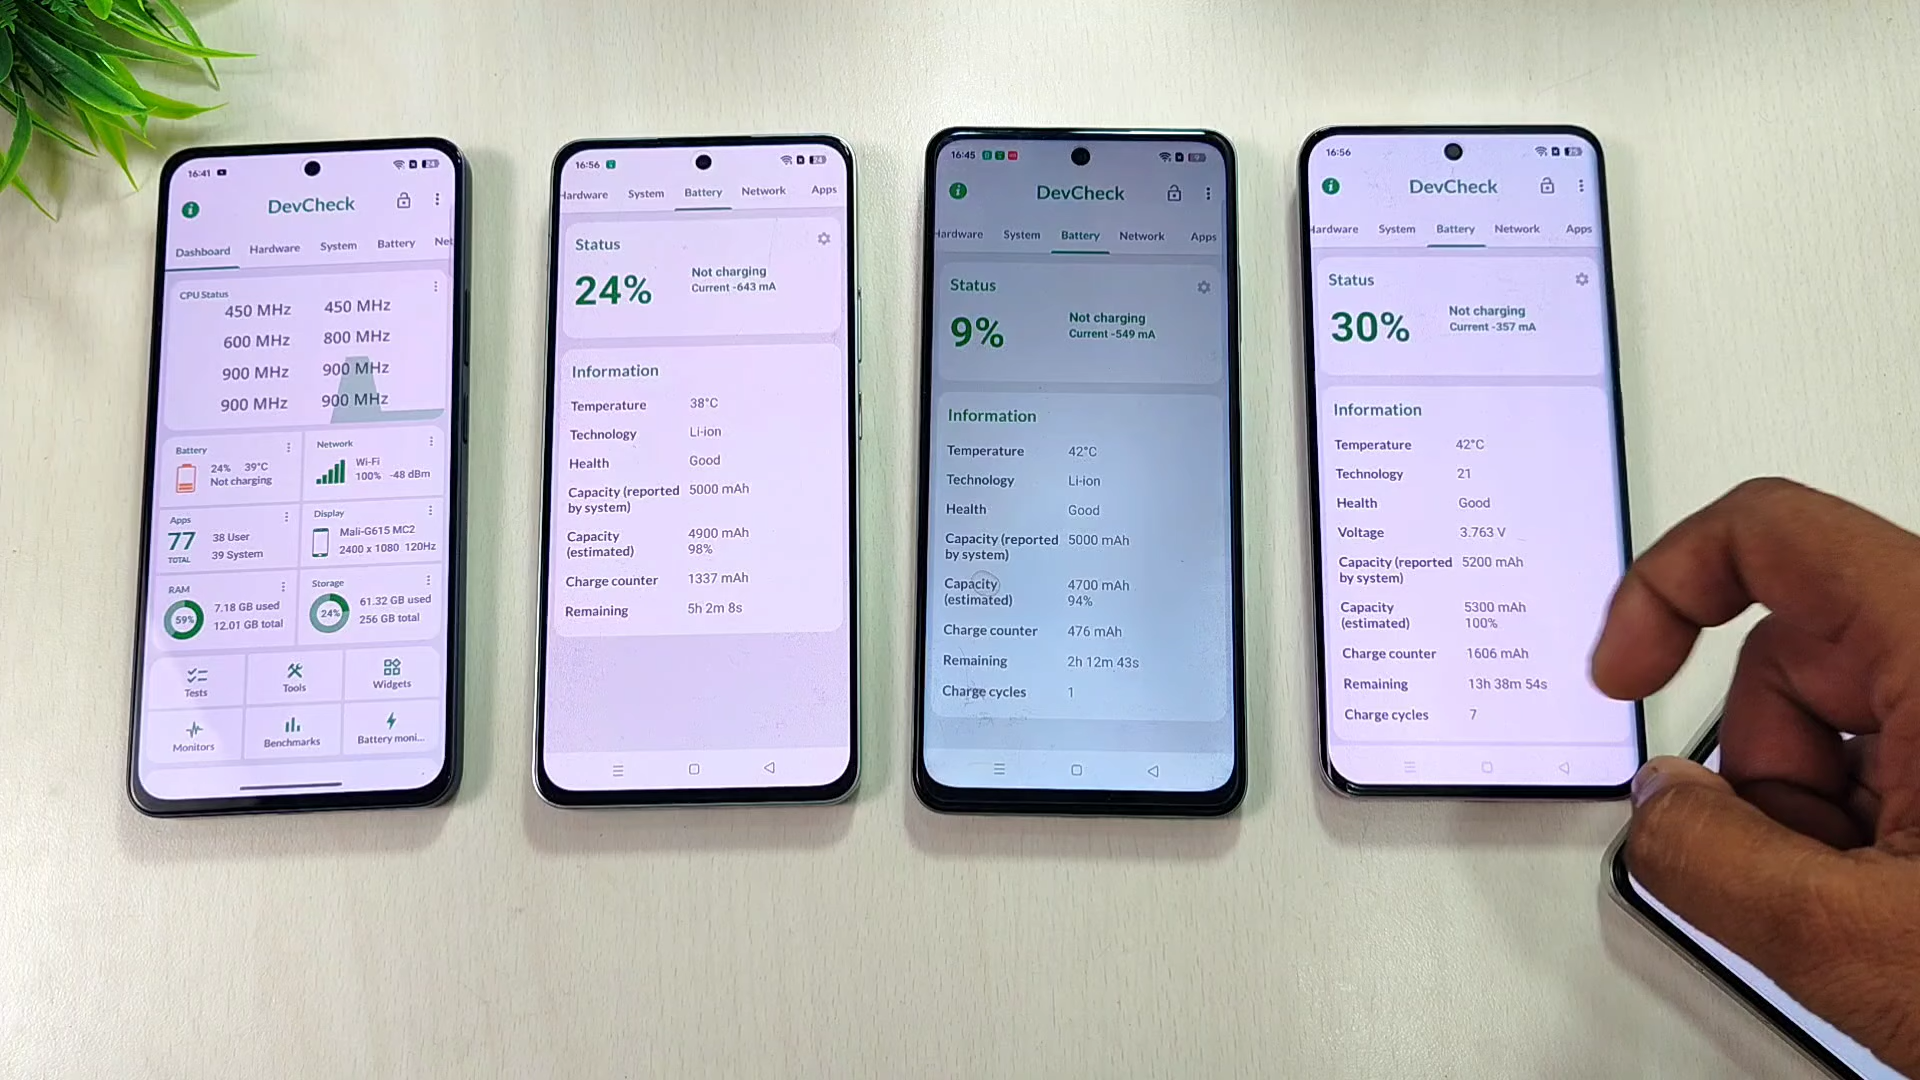 16:41
DevCheck
Dashboard Hardware System Battery Net
CPU Status
450 MHz 450 MHz
600 MHz 800 MHz
900 MHz 900 MHz
900 MHz 900 MHz
Battery
24% 39°C
Not charging
Network
Wi-Fi
100% -48 dBm
Apps
77
TOTAL
38 User
39 System
Display
Mali-G615 MC2
2400 x 1080 120Hz
RAM
59%
7.18 GB used
12.01 GB total
Storage
24%
61.32 GB used
256 GB total
Tests
Tools
Widgets
Monitors
Benchmarks
Battery moni...
16:56
Hardware System Battery Network Apps
Status
24%
Not charging
Current -643 mA
Information
Temperature 38°C
Technology Li-ion
Health Good
Capacity (reported 5000 mAh
by system)
Capacity 4900 mAh
(estimated) 98%
Charge counter 1337 mAh
Remaining 5h 2m 8s
16:45
DevCheck
Hardware System Battery Network Apps
Status
9%
Not charging
Current -549 mA
Information
Temperature 42°C
Technology Li-ion
Health Good
Capacity (reported 5000 mAh
by system)
Capacity 4700 mAh
(estimated) 94%
Charge counter 476 mAh
Remaining 2h 12m 43s
Charge cycles 1
16:56
DevCheck
Hardware System Battery Network Apps
Status
30%
Not charging
Current -357 mA
Information
Temperature 42°C
Technology 21
Health Good
Voltage 3.763 V
Capacity (reported 5200 mAh
by system)
Capacity 5300 mAh
(estimated) 100%
Charge counter 1606 mAh
Remaining 13h 38m 54s
Charge cycles 7